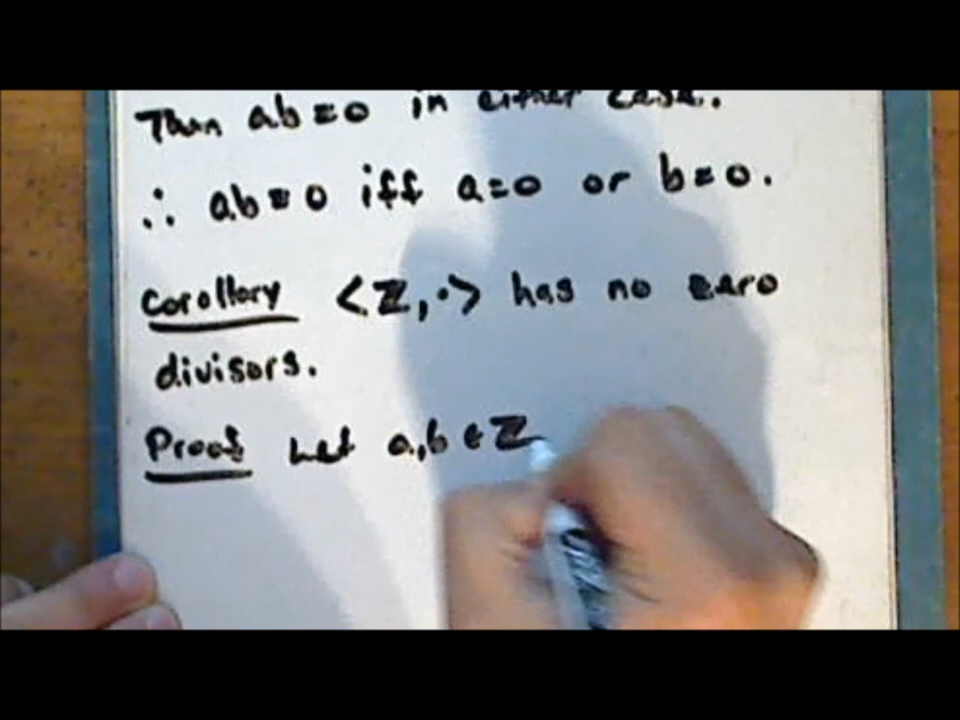 Then ab=0 in either case.
∴ ab=0 iff a=0 or b=0.
Corollary <ℤ,·> has no zero
divisors.
Proof Let a,b ∈ ℤ